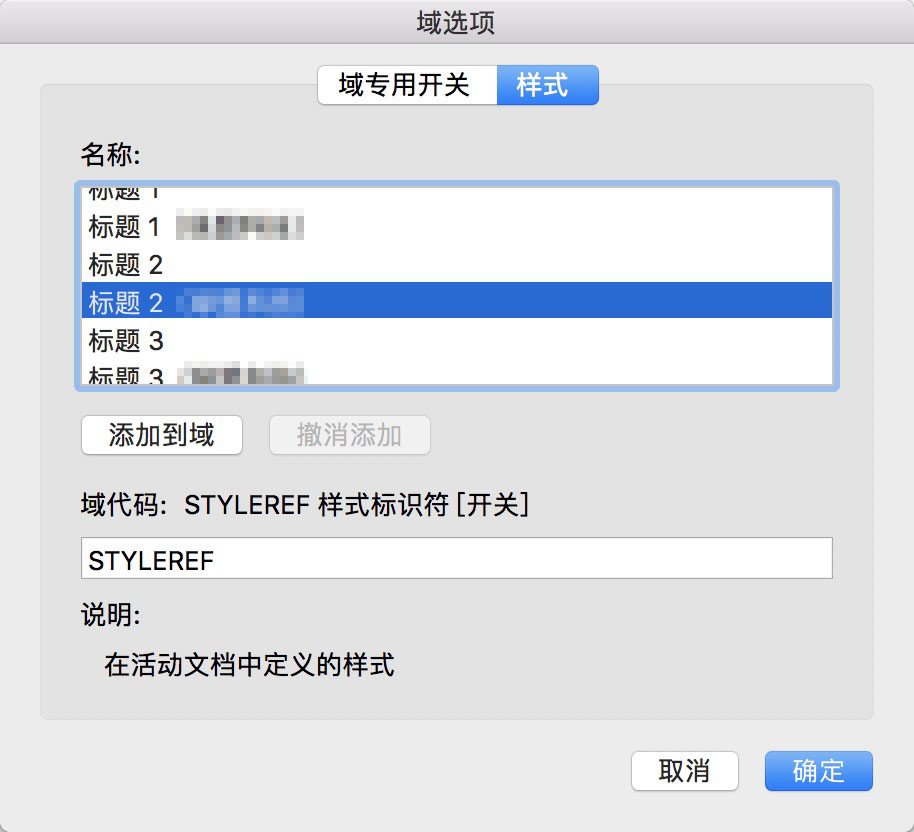 域选项
域专用开关 样式
名称:
标题 1
标题 1
标题 2
标题 2
标题 3
标题 3
添加到域 撤消添加
域代码: STYLEREF 样式标识符 [开关]
STYLEREF
说明:
在活动文档中定义的样式
取消 确定